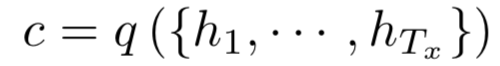 c = q ({h_1, ··· , h_{T_x}})